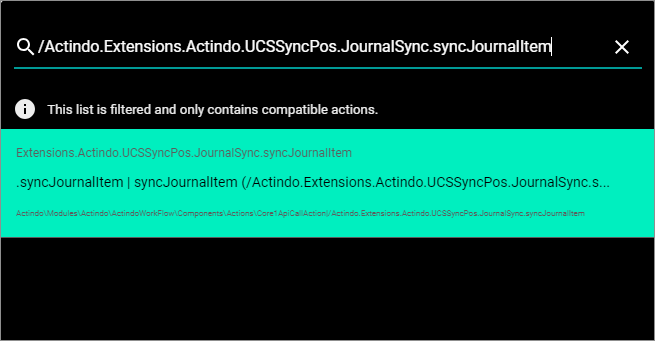 /Actindo.Extensions.Actindo.UCSSyncPos.JournalSync.syncJournalItem
This list is filtered and only contains compatible actions.
Extensions.Actindo.UCSSyncPos.JournalSync.syncJournalItem
.syncJournalItem | syncJournalItem (/Actindo.Extensions.Actindo.UCSSyncPos.JournalSync.s...
Actindo\Modules\Actindo\ActindoWorkFlow\Components\Actions\Core1ApiCallAction|/Actindo.Extensions.Actindo.UCSSyncPos.JournalSync.syncJournalItem